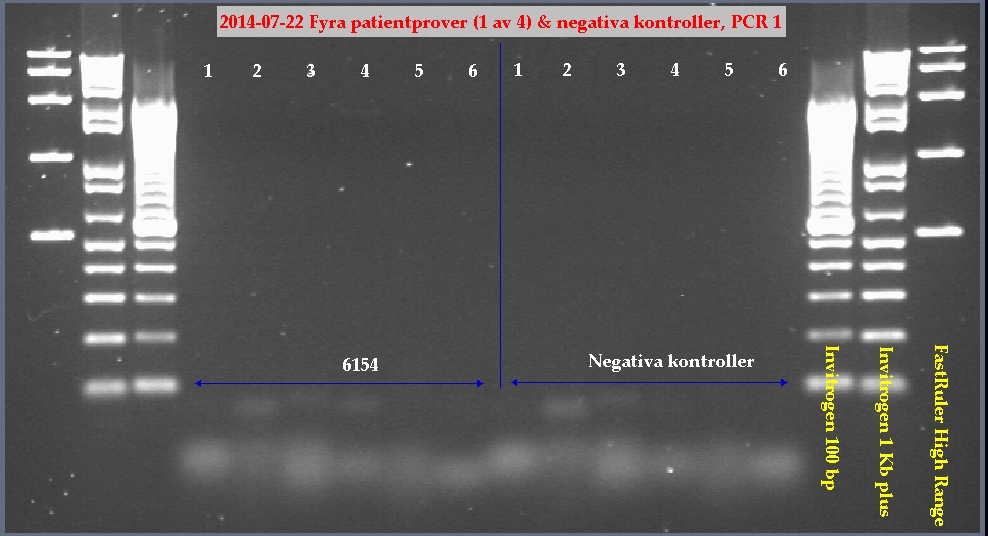 2014-07-22 Fyra patientprover (1 av 4) & negativa kontroller, PCR 1
1 2 3 4 5 6 1 2 3 4 5 6
6154
Negativa kontroller
Invitrogen 100 bp
Invitrogen 1 Kb plus
FastRuler High Range